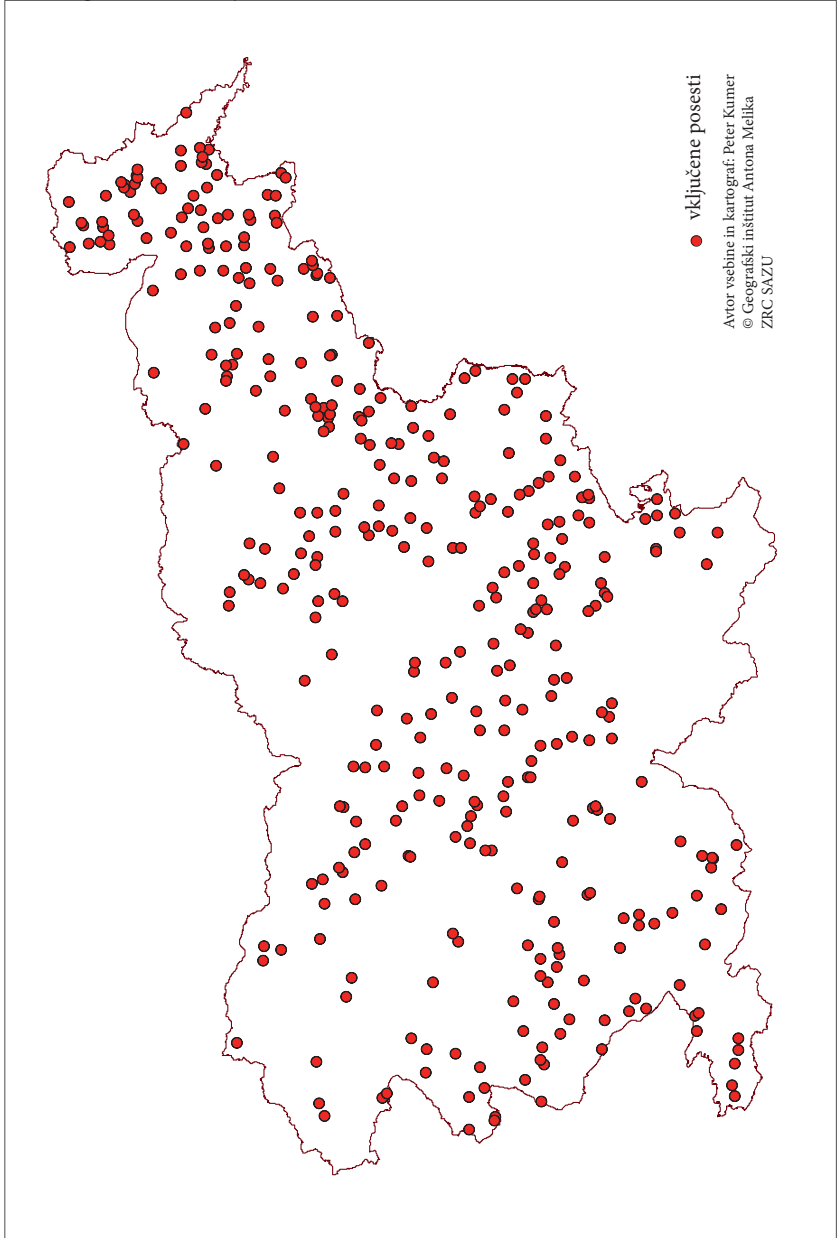 vključene posesti
Avtor vsebine in kartograf: Peter Kumer
© Geografski inštitut Antona Melika
ZRC SAZU